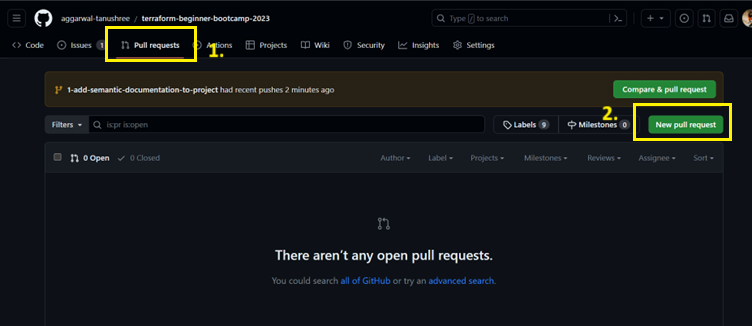 aggarwal-tanushree / terraform-beginner-bootcamp-2023
Type / to search
Code Issues 1 Pull requests 1. Actions Projects Wiki Security Insights Settings
1-add-semantic-documentation-to-project had recent pushes 2 minutes ago Compare & pull request
2.
Filters is:pr is:open Labels 9 Milestones 0 New pull request
0 Open 0 Closed Author Label Projects Milestones Reviews Assignee Sort
There aren't any open pull requests.
You could search all of GitHub or try an advanced search.